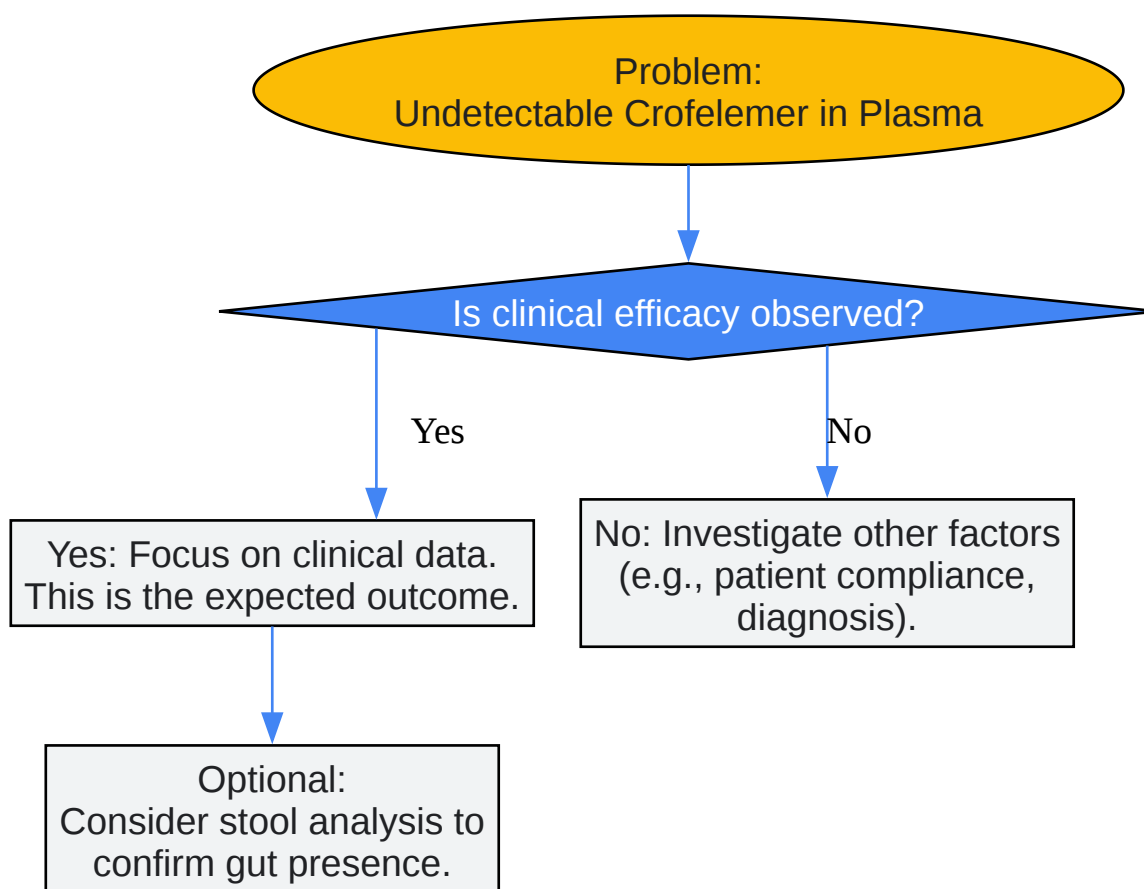 Problem:
Undetectable Crofelemer in Plasma
Is clinical efficacy observed?
Yes
No
Yes: Focus on clinical data.
This is the expected outcome.
No: Investigate other factors
(e.g., patient compliance,
diagnosis).
Optional:
Consider stool analysis to
confirm gut presence.